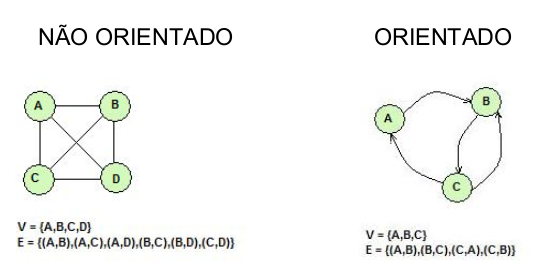 NÃO ORIENTADO
A
B
C
D
V = {A,B,C,D}
E = {(A,B),(A,C),(A,D),(B,C),(B,D),(C,D)}
ORIENTADO
A
B
C
V = {A,B,C}
E = {(A,B),(B,C),(C,A),(C,B)}